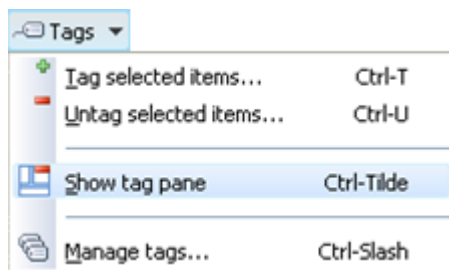 Tags
Tag selected items... Ctrl-T
Untag selected items... Ctrl-U
Show tag pane Ctrl-Tilde
Manage tags... Ctrl-Slash